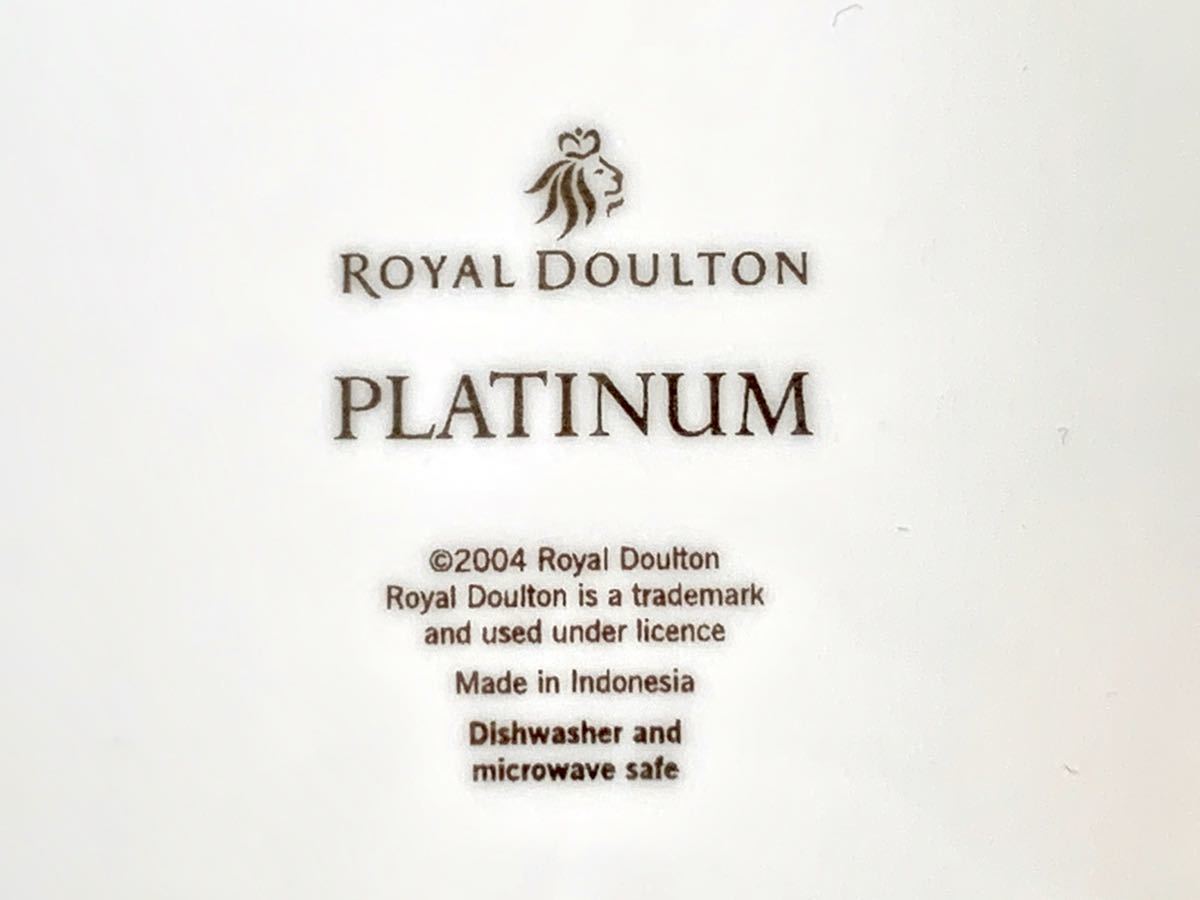 ROYAL DOULTON
PLATINUM
©2004 Royal Doulton
Royal Doulton is a trademark
and used under licence
Made in Indonesia
Dishwasher and
microwave safe